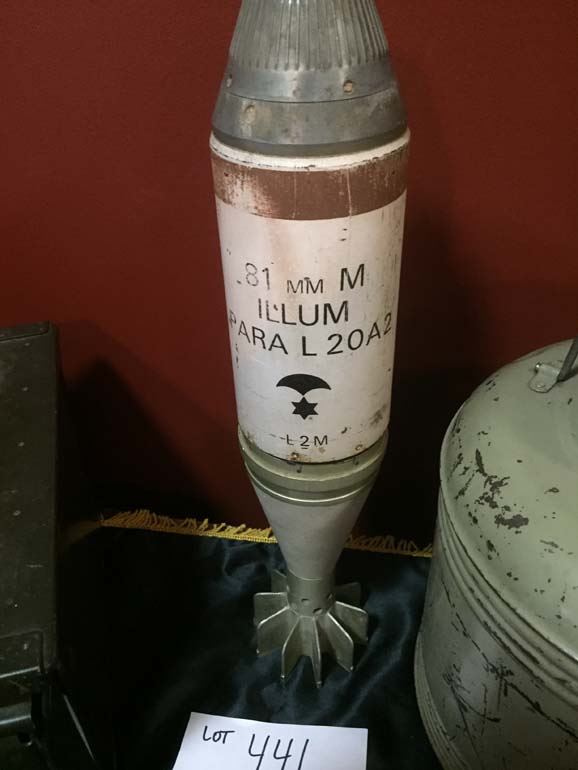 81 MM M
ILLUM
PARA L 20A2
L2M
LOT 441